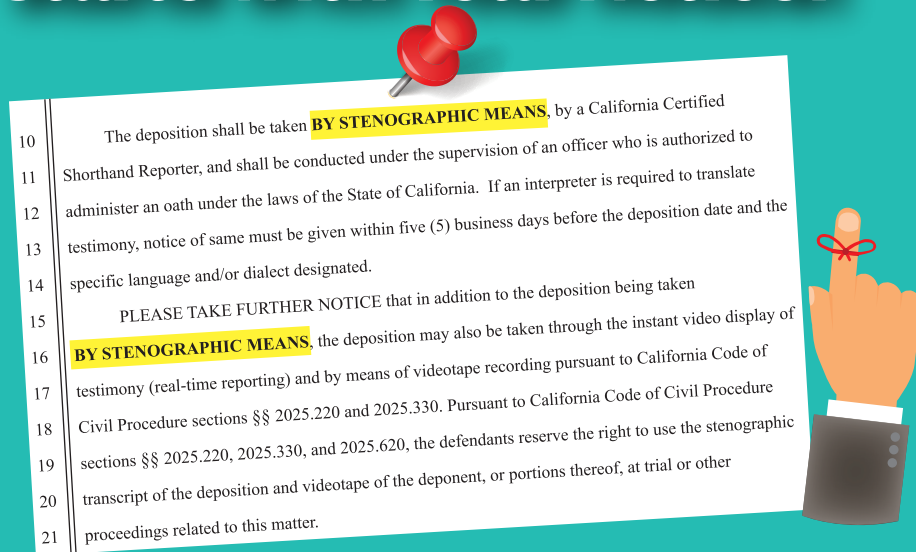 10 The deposition shall be taken BY STENOGRAPHIC MEANS, by a California Certified
11 Shorthand Reporter, and shall be conducted under the supervision of an officer who is authorized to
12 administer an oath under the laws of the State of California. If an interpreter is required to translate
13 testimony, notice of same must be given within five (5) business days before the deposition date and the
14 specific language and/or dialect designated.
15 PLEASE TAKE FURTHER NOTICE that in addition to the deposition being taken
16 BY STENOGRAPHIC MEANS, the deposition may also be taken through the instant video display of
17 testimony (real-time reporting) and by means of videotape recording pursuant to California Code of
18 Civil Procedure sections §§ 2025.220 and 2025.330. Pursuant to California Code of Civil Procedure
19 sections §§ 2025.220, 2025.330, and 2025.620, the defendants reserve the right to use the stenographic
20 transcript of the deposition and videotape of the deponent, or portions thereof, at trial or other
21 proceedings related to this matter.